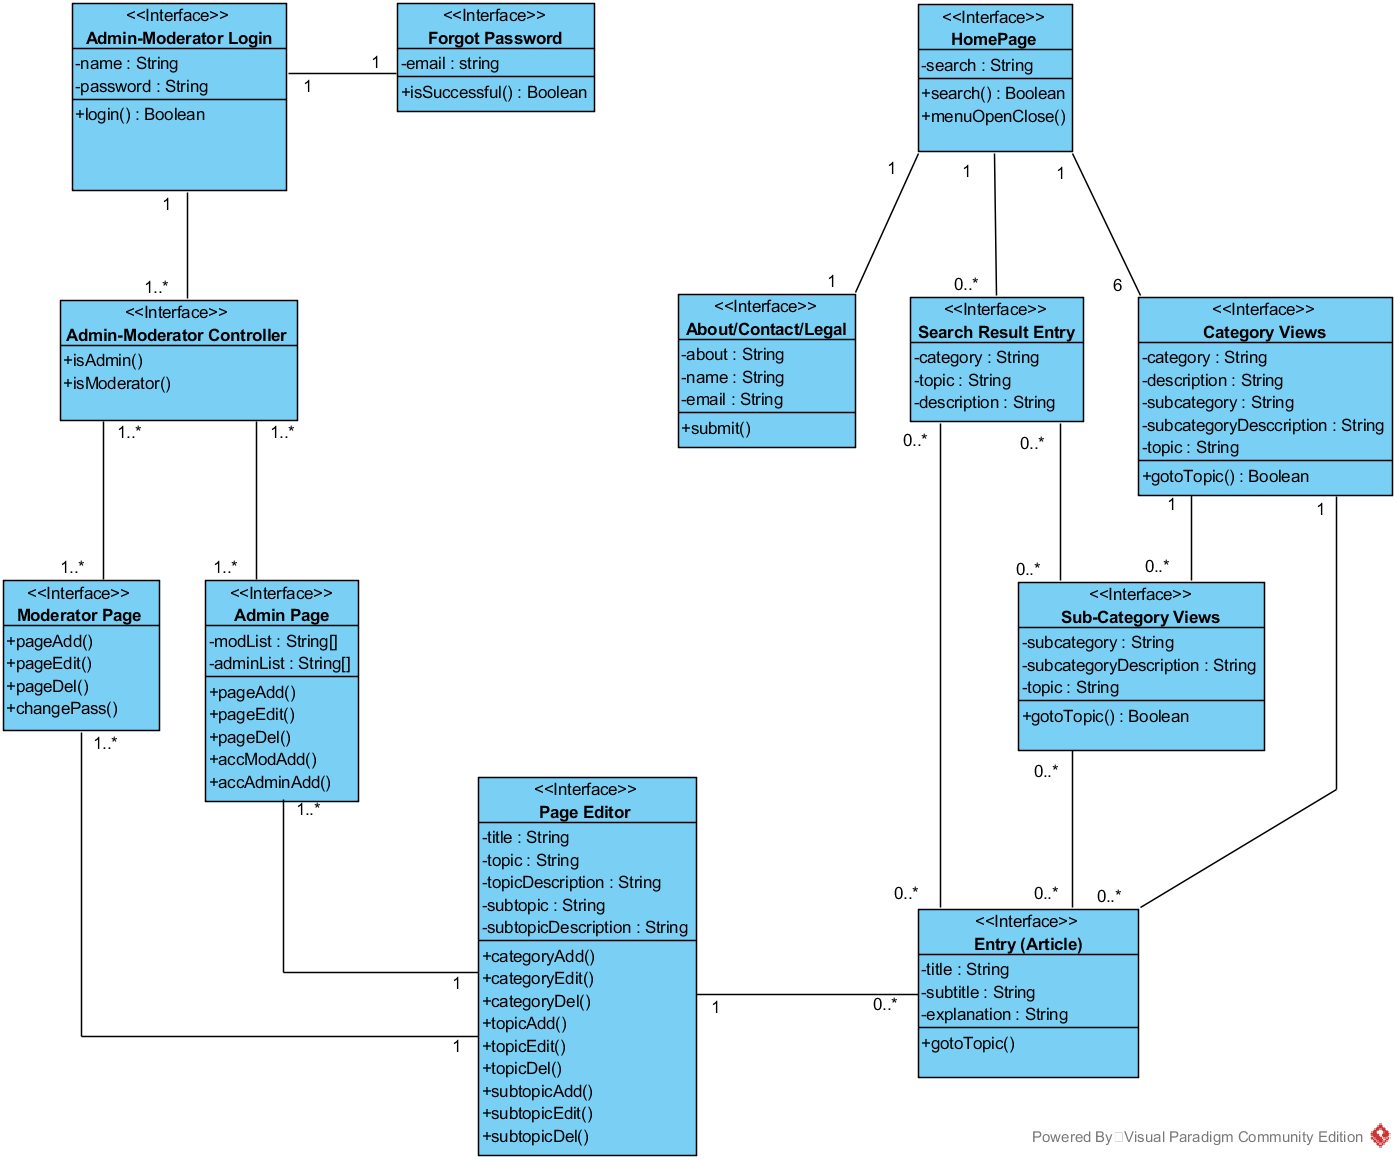 <<Interface>>
Admin-Moderator Login
-name : String
-password : String
+login() : Boolean
<<Interface>>
Forgot Password
-email : string
+isSuccessful() : Boolean
1
1
<<Interface>>
HomePage
-search : String
+search() : Boolean
+menuOpenClose()
1
1..*
1
1
1
1
0..*
6
<<Interface>>
Admin-Moderator Controller
+isAdmin()
+isModerator()
<<Interface>>
About/Contact/Legal
-about : String
-name : String
-email : String
+submit()
<<Interface>>
Search Result Entry
-category : String
-topic : String
-description : String
<<Interface>>
Category Views
-category : String
-description : String
-subcategory : String
-subcategoryDesccription : String
-topic : String
+gotoTopic() : Boolean
1..*
1..*
1..*
1..*
0..*
0..*
0..*
1
0..*
1
<<Interface>>
Moderator Page
+pageAdd()
+pageEdit()
+pageDel()
+changePass()
<<Interface>>
Admin Page
-modList : String[]
-adminList : String[]
+pageAdd()
+pageEdit()
+pageDel()
+accModAdd()
+accAdminAdd()
<<Interface>>
Sub-Category Views
-subcategory : String
-subcategoryDescription : String
-topic : String
+gotoTopic() : Boolean
1..*
1..*
1
1
<<Interface>>
Page Editor
-title : String
-topic : String
-topicDescription : String
-subtopic : String
-subtopicDescription : String
+categoryAdd()
+categoryEdit()
+categoryDel()
+topicAdd()
+topicEdit()
+topicDel()
+subtopicAdd()
+subtopicEdit()
+subtopicDel()
1
0..*
0..*
0..*
0..*
0..*
<<Interface>>
Entry (Article)
-title : String
-subtitle : String
-explanation : String
+gotoTopic()
Powered By Visual Paradigm Community Edition